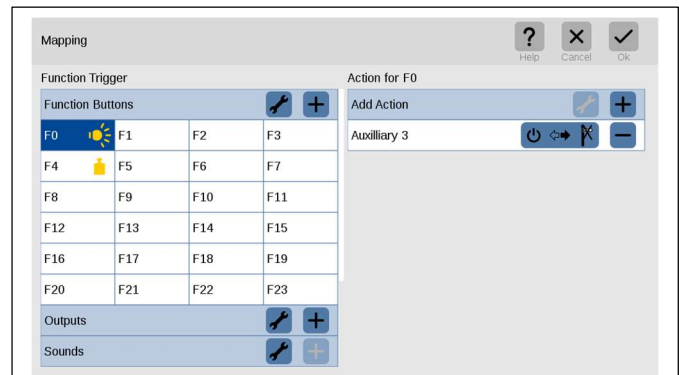 Mapping
? Help
Cancel
Ok
Function Trigger
Action for F0
Function Buttons
Add Action
F0 F1 F2 F3
Auxilliary 3
F4 F5 F6 F7
F8 F9 F10 F11
F12 F13 F14 F15
F16 F17 F18 F19
F20 F21 F22 F23
Outputs
Sounds